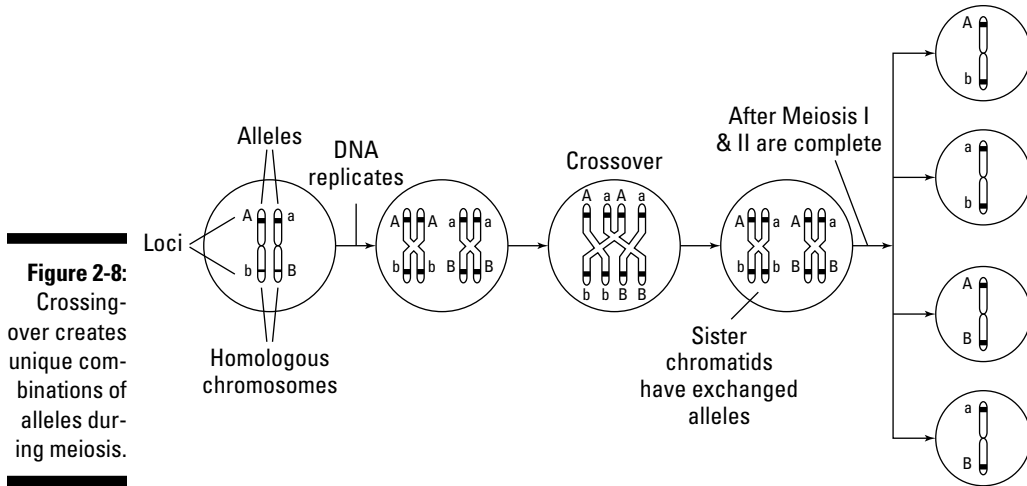 Figure 2-8:
Crossing-
over creates
unique com-
binations of
alleles dur-
ing meiosis.
Alleles
Loci
A a
b B
Homologous
chromosomes
DNA
replicates
A A a a
b b B B
Crossover
A a A a
b b B B
A a A a
b b B B
Sister
chromatids
have exchanged
alleles
After Meiosis I
& II are complete
A
b
a
b
A
B
a
B